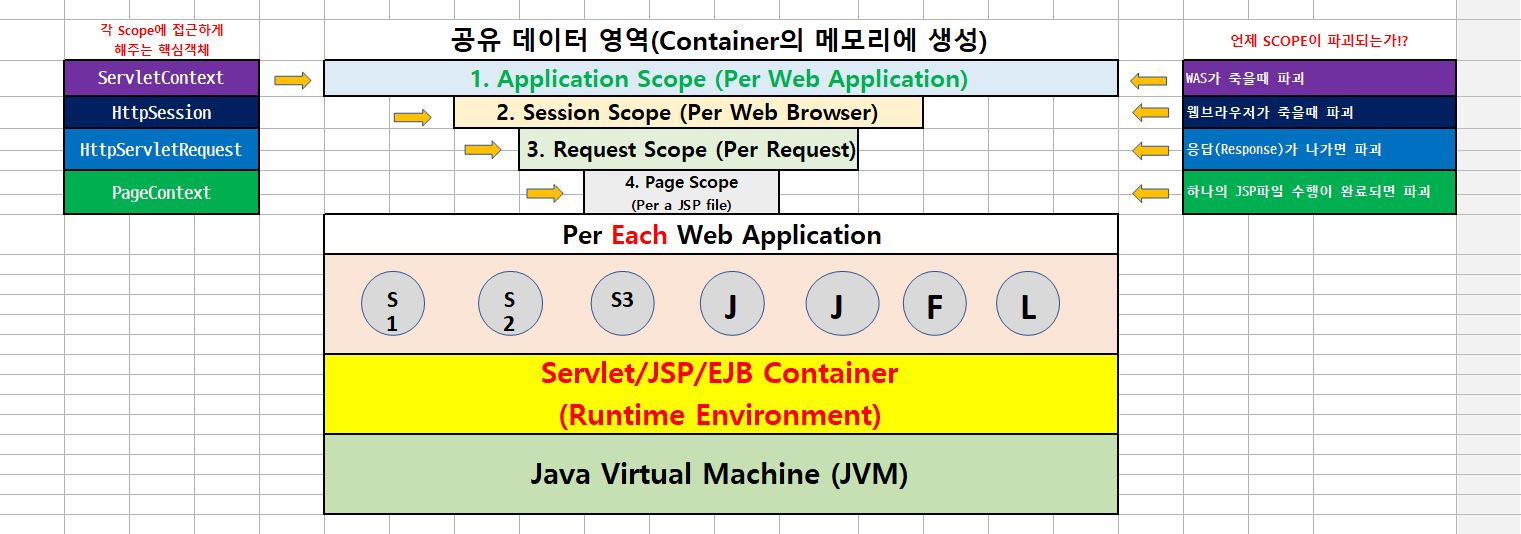 각 Scope에 접근하게
해주는 핵심객체
공유 데이터 영역(Container의 메모리에 생성)
언제 SCOPE이 파괴되는가!?
ServletContext
1. Application Scope (Per Web Application)
WAS가 죽을때 파괴
HttpSession
2. Session Scope (Per Web Browser)
웹브라우저가 죽을때 파괴
HttpServletRequest
3. Request Scope (Per Request)
응답(Response)가 나가면 파괴
PageContext
4. Page Scope
(Per a JSP file)
하나의 JSP파일 수행이 완료되면 파괴
Per Each Web Application
S
1
S
2
S3
J
J
F
L
Servlet/JSP/EJB Container
(Runtime Environment)
Java Virtual Machine (JVM)